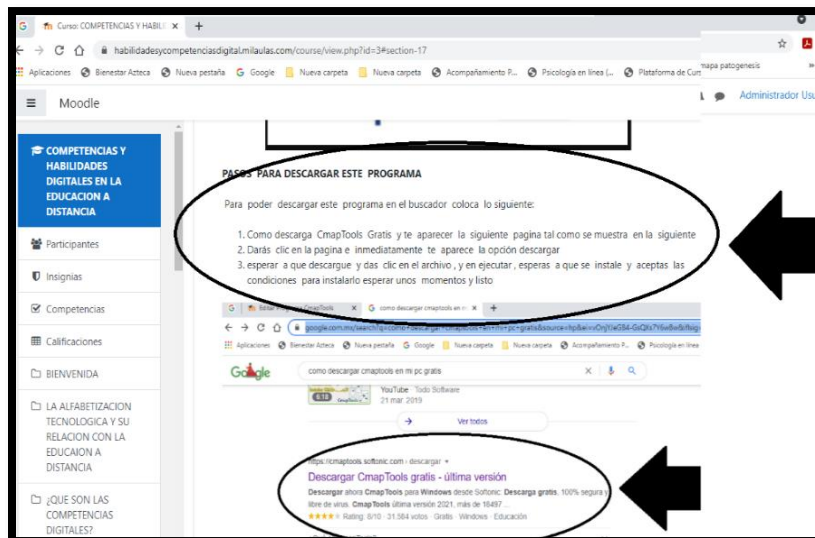 Curso: COMPETENCIAS Y HABIL
habilidadesycompetenciasdigital.milaulas.com/course/view.php?id=3#section-17
Aplicaciones Bienestar Azteca Nueva pestaña Google Nueva carpeta Nueva carpeta Acompañamiento P... Psicología en línea (... Plataforma de Cur
mapa patogenesis
Moodle
Administrador Usu
COMPETENCIAS Y
HABILIDADES
DIGITALES EN LA
EDUCACION A
DISTANCIA
Participantes
Insignias
Competencias
Calificaciones
BIENVENIDA
LA ALFABETIZACION
TECNOLOGICA Y SU
RELACION CON LA
EDUCAION A
DISTANCIA
¿QUE SON LAS
COMPETENCIAS
DIGITALES?
PASOS PARA DESCARGAR ESTE PROGRAMA
Para poder descargar este programa en el buscador coloca lo siguiente:
1. Como descarga CmapTools Gratis y te aparecer la siguiente pagina tal como se muestra en la siguiente
2. Darás clic en la pagina e inmediatamente te aparece la opción descargar
3. esperar a que descargue y das clic en el archivo , y en ejecutar , esperas a que se instale y aceptas las
condiciones para instalarlo esperar unos momentos y listo
como descargar cmaptools en m
Aplicaciones Bienestar Azteca Nueva pestaña Google Nueva carpeta Nueva carpeta Acompañamiento P... Psicología en línea
Google
como descargar cmaptools en mi pc gratis
6:18
YouTube Todo Software
21 mar. 2019
Ver todos
https://cmaptools.softonic.com › descargar
Descargar CmapTools gratis - última versión
Descargar ahora CmapTools para Windows desde Softonic. Descarga gratis, 100% segura y
libre de virus. CmapTools última versión 2021, más de 16497 ...
Rating: 8/10 · 31.564 votos · Gratis · Windows · Educación